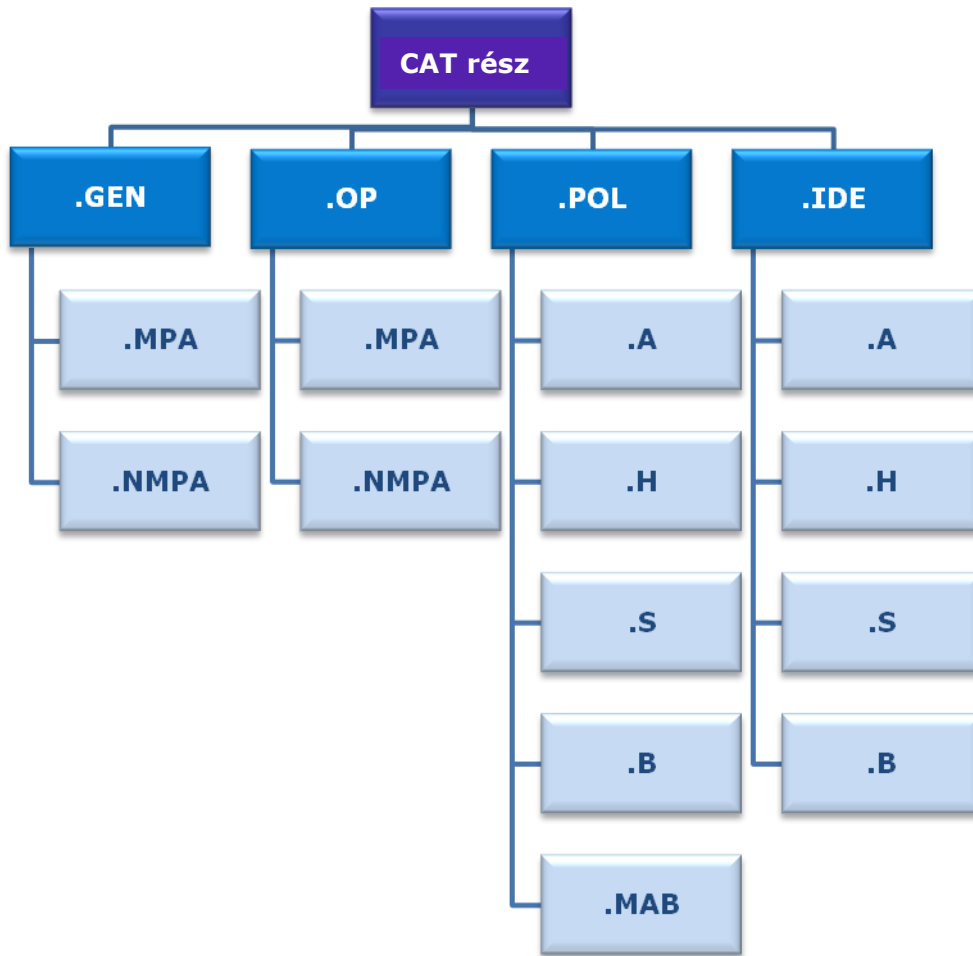 CAT rész
.GEN
.OP
.POL
.IDE
.MPA
.MPA
.A
.A
.NMPA
.NMPA
.H
.H
.S
.S
.B
.B
.MAB